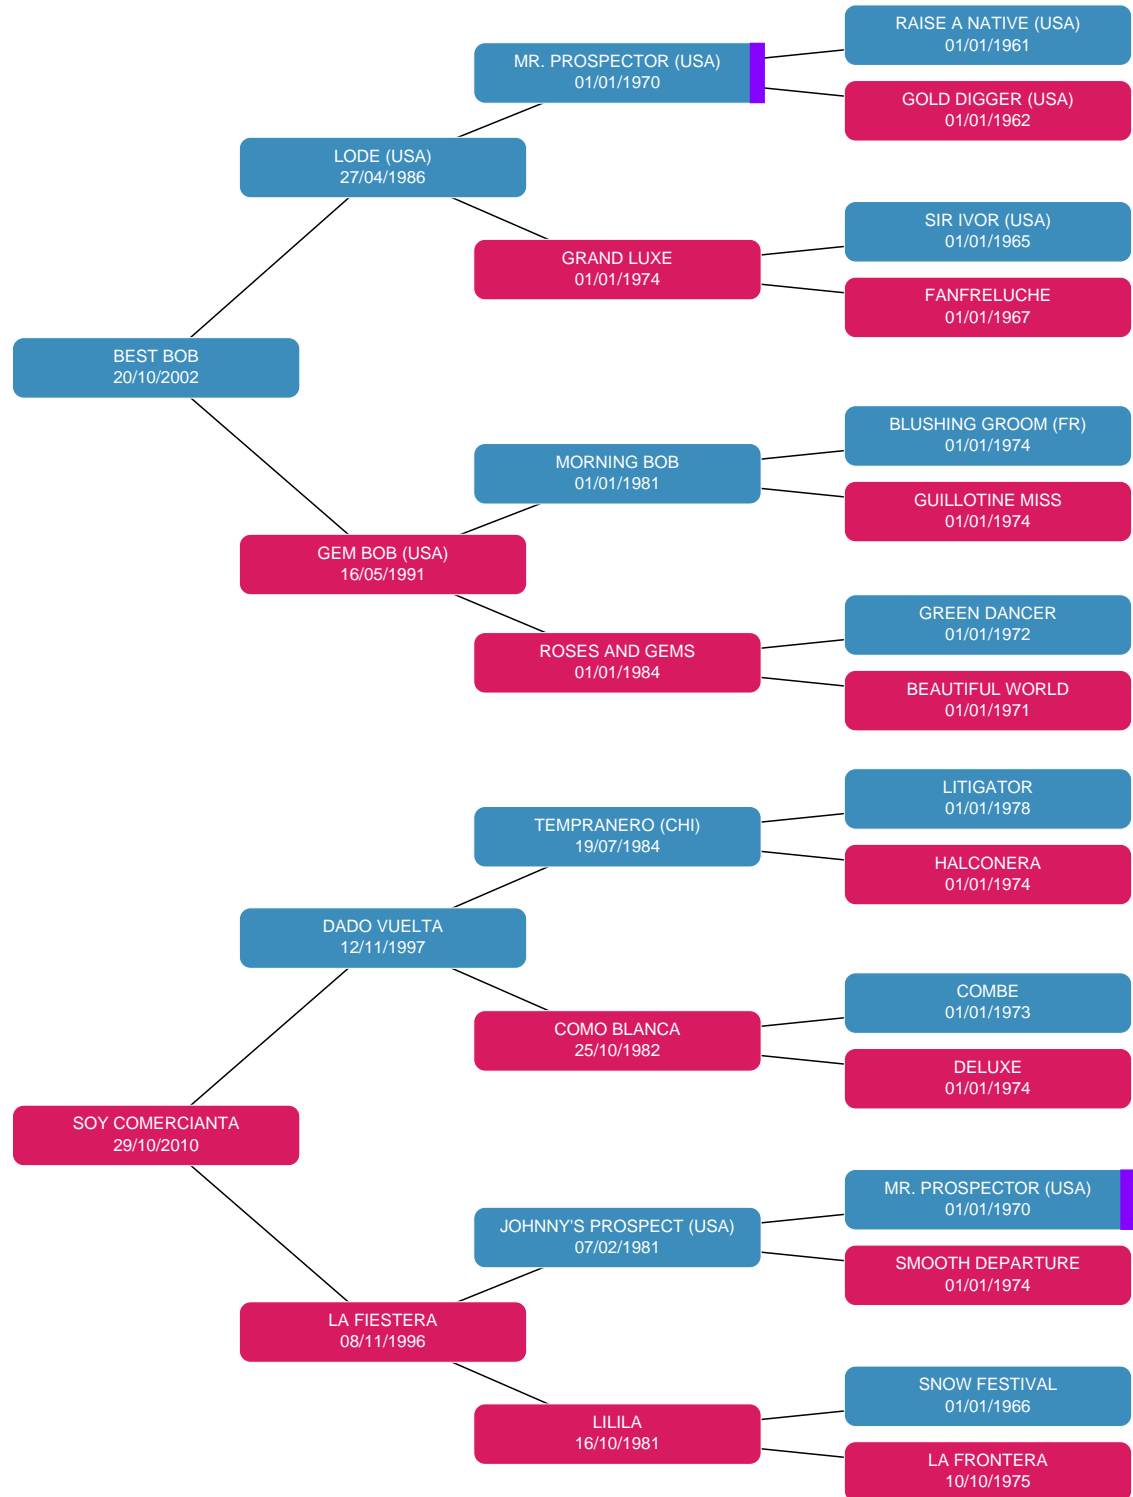 RAISE A NATIVE (USA)
01/01/1961
MR. PROSPECTOR (USA)
01/01/1970
GOLD DIGGER (USA)
01/01/1962
LODE (USA)
27/04/1986
SIR IVOR (USA)
01/01/1965
GRAND LUXE
01/01/1974
FANFRELUCHE
01/01/1967
BEST BOB
20/10/2002
BLUSHING GROOM (FR)
01/01/1974
MORNING BOB
01/01/1981
GUILLOTINE MISS
01/01/1974
GEM BOB (USA)
16/05/1991
GREEN DANCER
01/01/1972
ROSES AND GEMS
01/01/1984
BEAUTIFUL WORLD
01/01/1971
LITIGATOR
01/01/1978
TEMPRANERO (CHI)
19/07/1984
HALCONERA
01/01/1974
DADO VUELTA
12/11/1997
COMBE
01/01/1973
COMO BLANCA
25/10/1982
DELUXE
01/01/1974
SOY COMERCIANTA
29/10/2010
MR. PROSPECTOR (USA)
01/01/1970
JOHNNY'S PROSPECT (USA)
07/02/1981
SMOOTH DEPARTURE
01/01/1974
LA FIESTERA
08/11/1996
SNOW FESTIVAL
01/01/1966
LILILA
16/10/1981
LA FRONTERA
10/10/1975